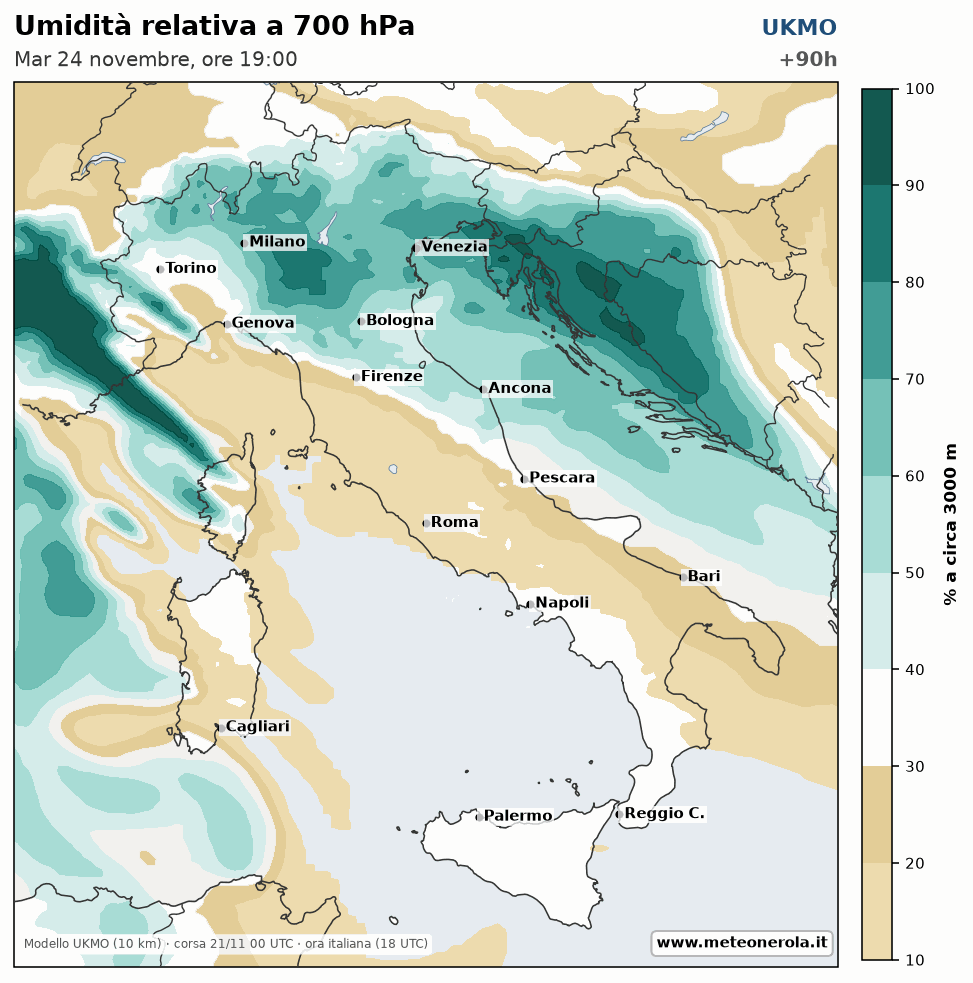 Umidità relativa a 700 hPa
UKMO
Mar 24 novembre, ore 19:00
+90h
100
90
80
70
60
50
40
30
20
10
% a circa 3000 m
Milano
Venezia
Torino
Genova
Bologna
Firenze
Ancona
Pescara
Roma
Bari
Napoli
Cagliari
Palermo
Reggio C.
Modello UKMO (10 km) · corsa 21/11 00 UTC · ora italiana (18 UTC)
www.meteonerola.it